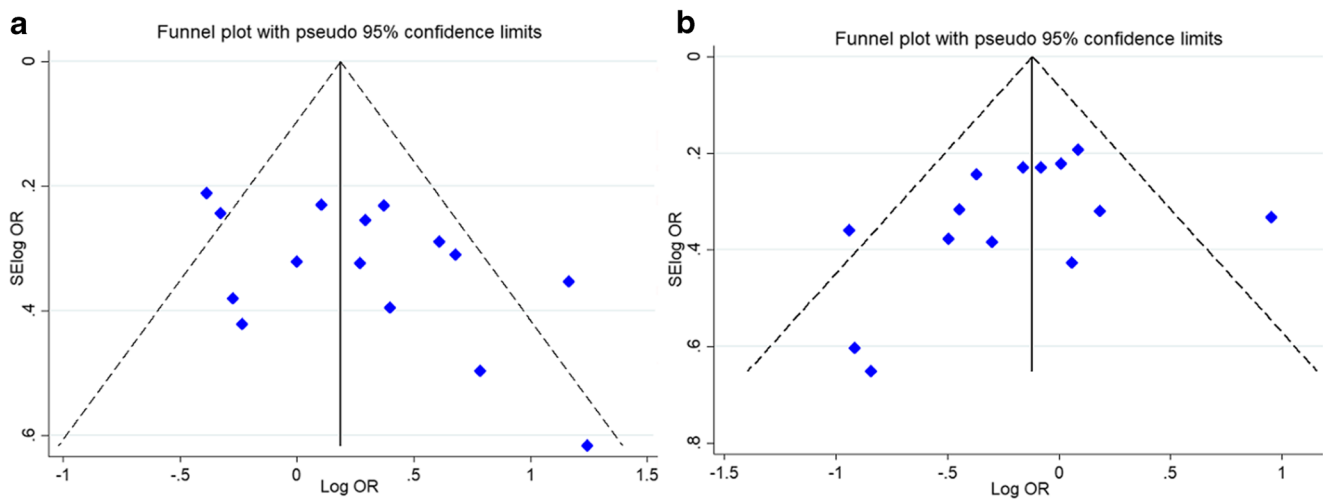 a
Funnel plot with pseudo 95% confidence limits
SElog OR
0
.2
.4
.6
-1
-.5
0
.5
1
1.5
Log OR
b
Funnel plot with pseudo 95% confidence limits
SElog OR
0
.2
.4
.6
.8
-1.5
-1
-.5
0
.5
1
Log OR